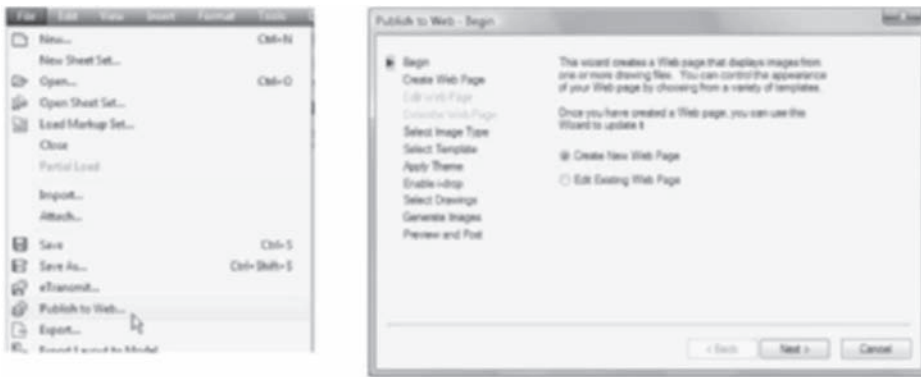 File Edit View Insert Format Tools
New... Ctrl+N
New Sheet Set...
Open... Ctrl+O
Open Sheet Set...
Load Markup Set...
Close
Partial Load
Import...
Attach...
Save Ctrl+S
Save As... Ctrl+Shift+S
eTransmit...
Publish to Web...
Export...
Export Layout to Model
Publish to Web - Begin
Begin
Create Web Page
Edit Web Page
Describe Web Page
Select Image Type
Select Template
Apply Theme
Enable i-drop
Select Drawings
Generate Images
Preview and Post
This wizard creates a Web page that displays images from
one or more drawing files. You can control the appearance
of your Web page by choosing from a variety of templates.
Once you have created a Web page, you can use this
Wizard to update it
Create New Web Page
Edit Existing Web Page
< Back Next > Cancel